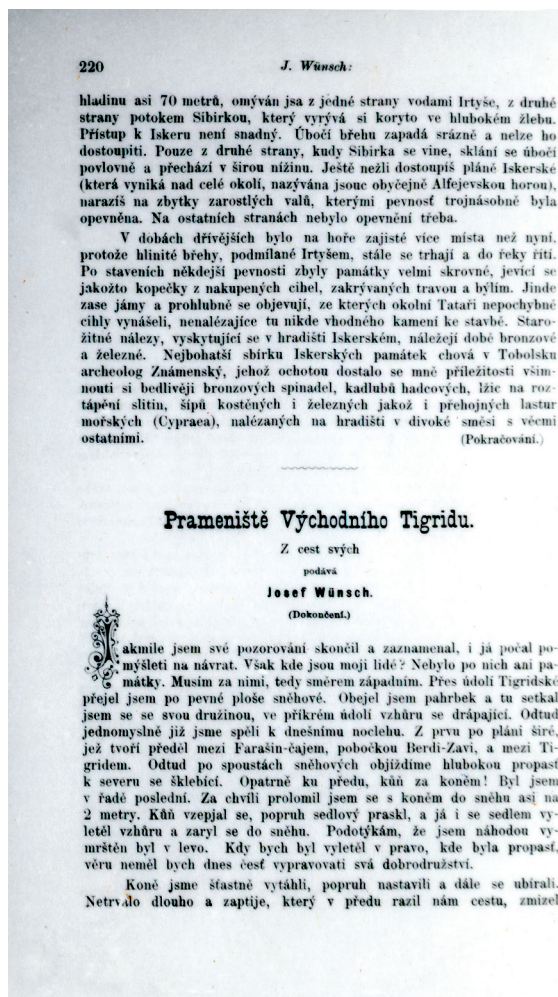 220
J. Wünsch:
hladinu asi 70 metrů, omýván jsa z jedné strany vodami Irtyše, z druhé
strany potokem Sibirkou, který vyrývá si koryto ve hlubokém žlebu.
Přístup k Iskeru není snadný. Úbočí břehu zapadá srázně a nelze ho
dostoupiti. Pouze z druhé strany, kudy Sibirka se vine, sklání se úbočí
povlovně a přechází v širou nížinu. Ještě nežli dostoupíš pláně Iskerské
(která vyniká nad celé okolí, nazývána jsouc obyčejně Alfejevskou horou),
narazíš na zbytky zarostlých valů, kterými pevnosť trojnásobně byla
opevněna. Na ostatních stranách nebylo opevnění třeba.
V dobách dřívějších bylo na hoře zajisté více místa než nyní,
protože hlinité břehy, podmílané Irtyšem, stále se trhají a do řeky řítí.
Po staveních někdejší pevnosti zbyly památky velmi skrovné, jevící se
jakožto kopečky z nakupených cihel, zakrývaných travou a býlím. Jinde
zase jámy a prohlubně se objevují, ze kterých okolní Tataři nepochybně
cihly vynášeli, nenalézajíce tu nikde vhodného kamení ke stavbě. Staro-
žitné nálezy, vyskytující se v hradišti Iskerském, náležejí době bronzové
a železné. Nejbohatší sbírku Iskerských památek chová v Tobolsku
archeolog Známenský, jehož ochotou dostalo se mně příležitosti všim-
nouti si bedlivěji bronzových spinadel, kadlubů hadcových, lžic na roz-
tápění slitin, šípů kostěných i železných jakož i přehojných lastur
mořských (Cypraea), nalézaných na hradišti v divoké směsi s věcmi
ostatními. (Pokračování.)
Prameniště Východního Tigridu.
Z cest svých
podává
Josef Wünsch.
(Dokončení.)
Jakmile jsem své pozorování skončil a zaznamenal, i já počal po-
mýšleti na návrat. Však kde jsou moji lidé? Nebylo po nich ani pa-
mátky. Musím za nimi, tedy směrem západním. Přes údolí Tigridské
přejel jsem po pevné ploše sněhové. Obejel jsem pahrbek a tu setkal
jsem se se svou družinou, ve příkrém údolí vzhůru se drápající. Odtud
jednomyslně již jsme spěli k dnešnímu noclehu. Z prvu po pláni širé,
jež tvoří předěl mezi Farašin-čajem, pobočkou Berdi-Zavi, a mezi Ti-
gridem. Odtud po spoustách sněhových objíždíme hlubokou propasť
k severu se šklebící. Opatrně ku předu, kůň za koněm! Byl jsem
v řadě poslední. Za chvíli prolomil jsem se s koněm do sněhu asi na
2 metry. Kůň vzepjal se, popruh sedlový praskl, a já i se sedlem vy-
letěl vzhůru a zaryl se do sněhu. Podotýkám, že jsem náhodou vy-
mrštěn byl v levo. Kdy bych byl vyletěl v pravo, kde byla propasť,
věru neměl bych dnes česť vypravovati svá dobrodružství.
Koně jsme šťastně vytáhli, popruh nastavili a dále se ubírali.
Netrvalo dlouho a zaptije, který v předu razil nám cestu, zmizel